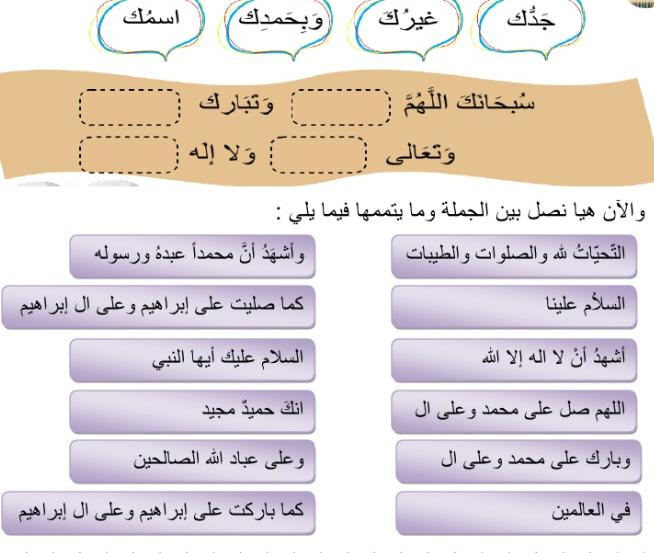 جَدُّك غيرُكَ وَبِحَمدِك اسمُك
سُبحَانَكَ اللَّهُمَّ وَتبَارك
وَتعَالى وَلا إله
والآن هيا نصل بين الجملة وما يتممها فيما يلي :
التّحيّاتُ لله والصلوات والطيبات وأشهَدُ أنَّ محمداً عبدهُ ورسوله
السلاُم علينا كما صليت على إبراهيم وعلى ال إبراهيم
أشهدُ أنْ لا اله إلا الله السلام عليك أيها النبي
اللهم صل على محمد وعلى ال انكَ حميدٌ مجيد
وبارك على محمد وعلى ال وعلى عباد الله الصالحين
في العالمين كما باركت على إبراهيم وعلى ال إبراهيم